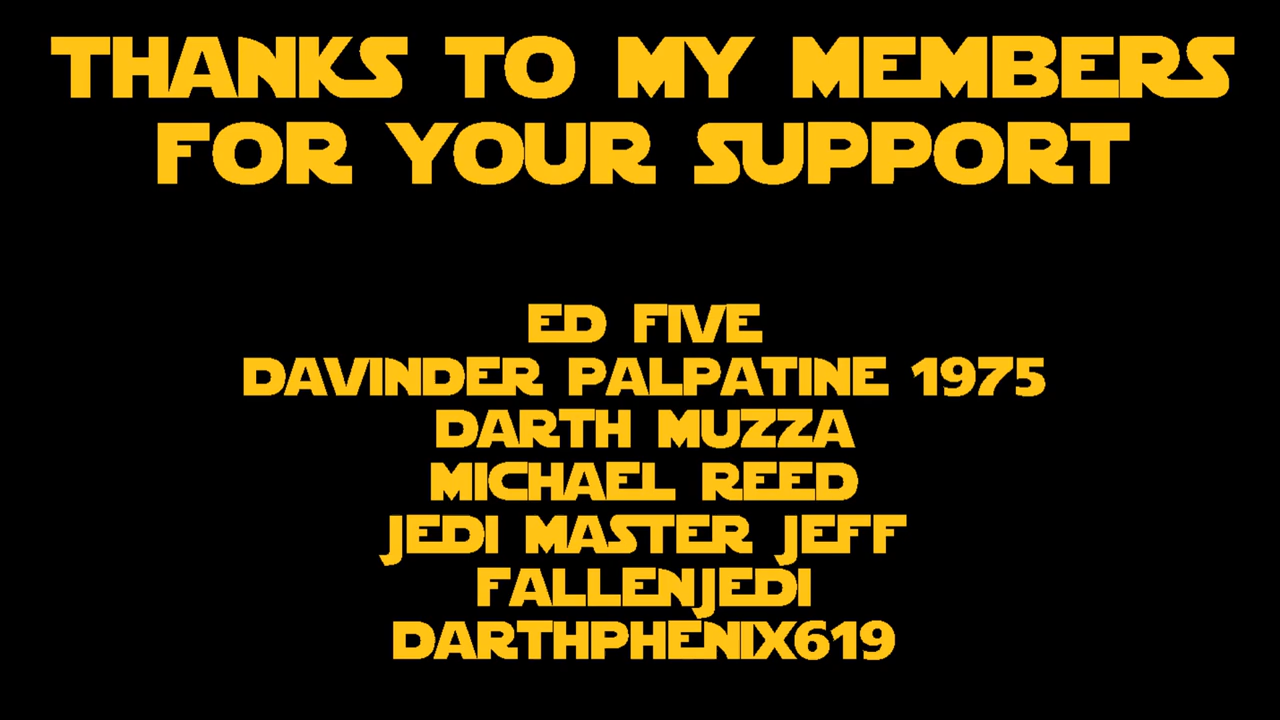 THANKS TO MY MEMBERS
FOR YOUR SUPPORT
ED FIVE
DAVINDER PALPATINE 1975
DARTH MUZZA
MICHAEL REED
JEDI MASTER JEFF
FALLENJEDI
DARTHPHENIX619